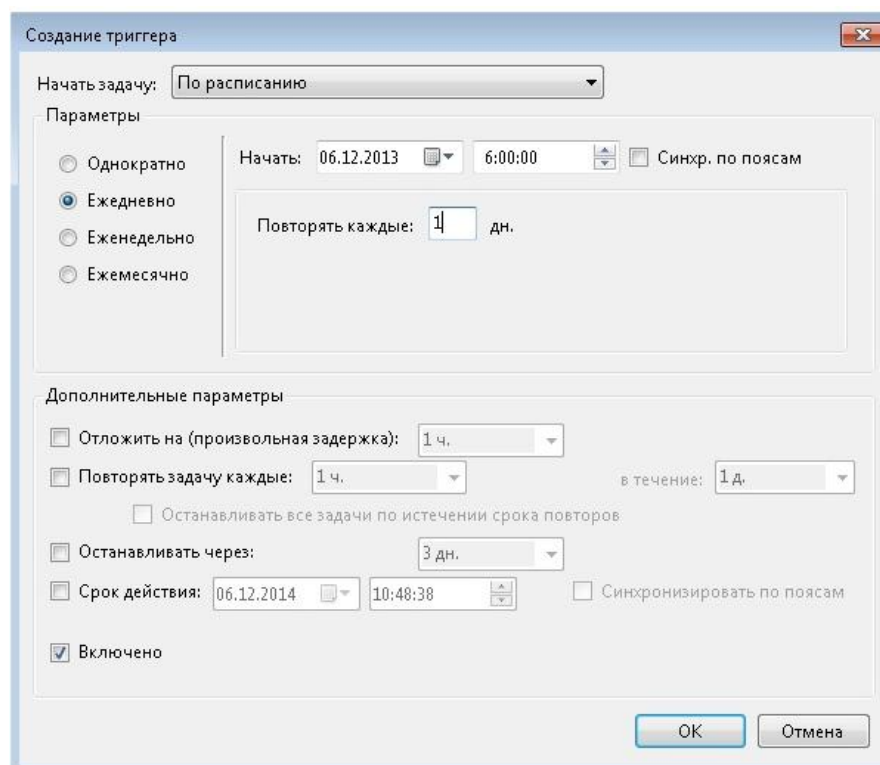 Создание триггера
Начать задачу: По расписанию
Параметры
Однократно
Ежедневно
Еженедельно
Ежемесячно
Начать: 06.12.2013 6:00:00 Синхр. по поясам
Повторять каждые: 1 дн.
Дополнительные параметры
Отложить на (произвольная задержка): 1 ч.
Повторять задачу каждые: 1 ч. в течение: 1 д.
Останавливать все задачи по истечении срока повторов
Останавливать через: 3 дн.
Срок действия: 06.12.2014 10:48:38 Синхронизировать по поясам
Включено
OK Отмена